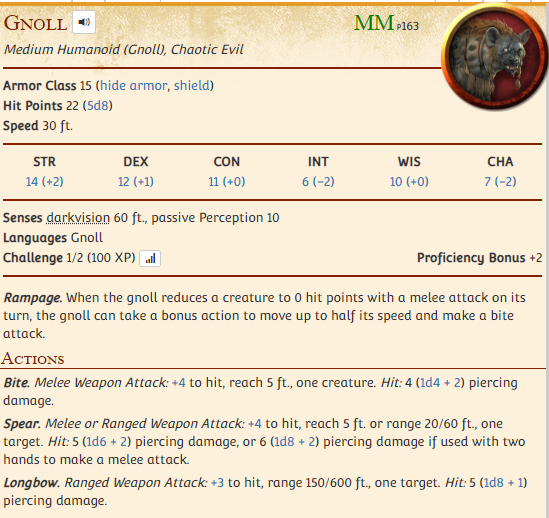 GNOLL MM p163
Medium Humanoid (Gnoll), Chaotic Evil
Armor Class 15 (hide armor, shield)
Hit Points 22 (5d8)
Speed 30 ft.
STR DEX CON INT WIS CHA
14 (+2) 12 (+1) 11 (+0) 6 (−2) 10 (+0) 7 (−2)
Senses darkvision 60 ft., passive Perception 10
Languages Gnoll
Challenge 1/2 (100 XP) Proficiency Bonus +2
Rampage. When the gnoll reduces a creature to 0 hit points with a melee attack on its
turn, the gnoll can take a bonus action to move up to half its speed and make a bite
attack.
ACTIONS
Bite. Melee Weapon Attack: +4 to hit, reach 5 ft., one creature. Hit: 4 (1d4 + 2) piercing
damage.
Spear. Melee or Ranged Weapon Attack: +4 to hit, reach 5 ft. or range 20/60 ft., one
target. Hit: 5 (1d6 + 2) piercing damage, or 6 (1d8 + 2) piercing damage if used with two
hands to make a melee attack.
Longbow. Ranged Weapon Attack: +3 to hit, range 150/600 ft., one target. Hit: 5 (1d8 + 1)
piercing damage.